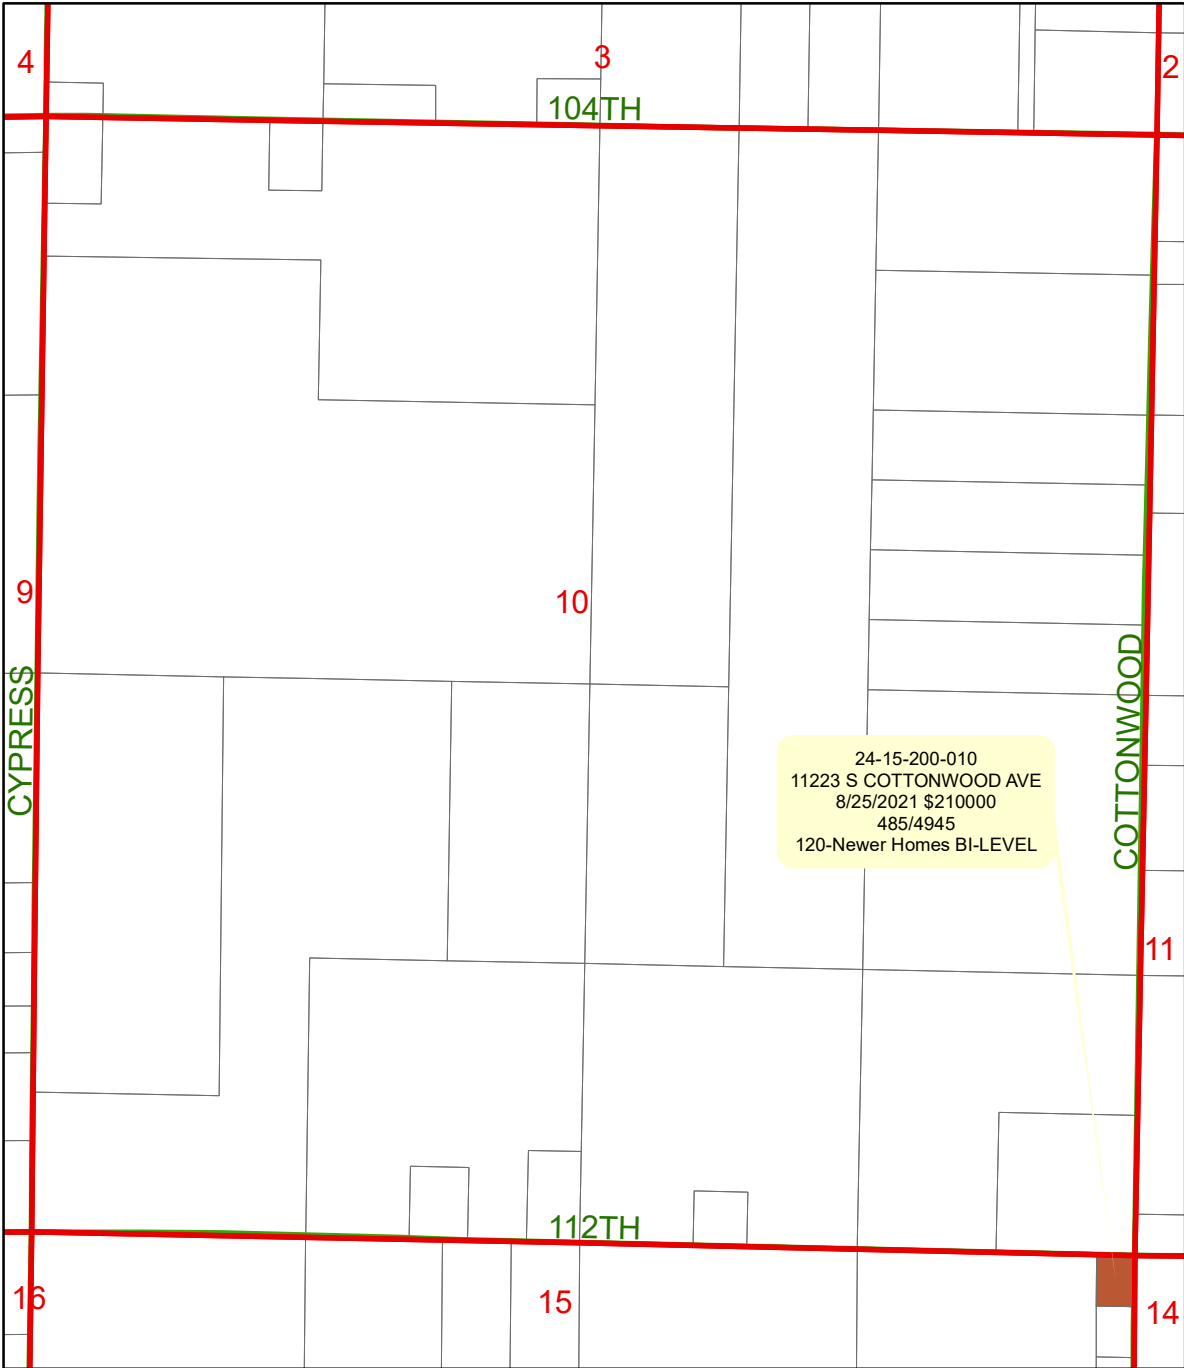 4
3
2
104TH
9
10
CYPRESS
COTTONWOOD
24-15-200-010
11223 S COTTONWOOD AVE
8/25/2021 $210000
485/4945
120-Newer Homes BI-LEVEL
11
112TH
16
15
14